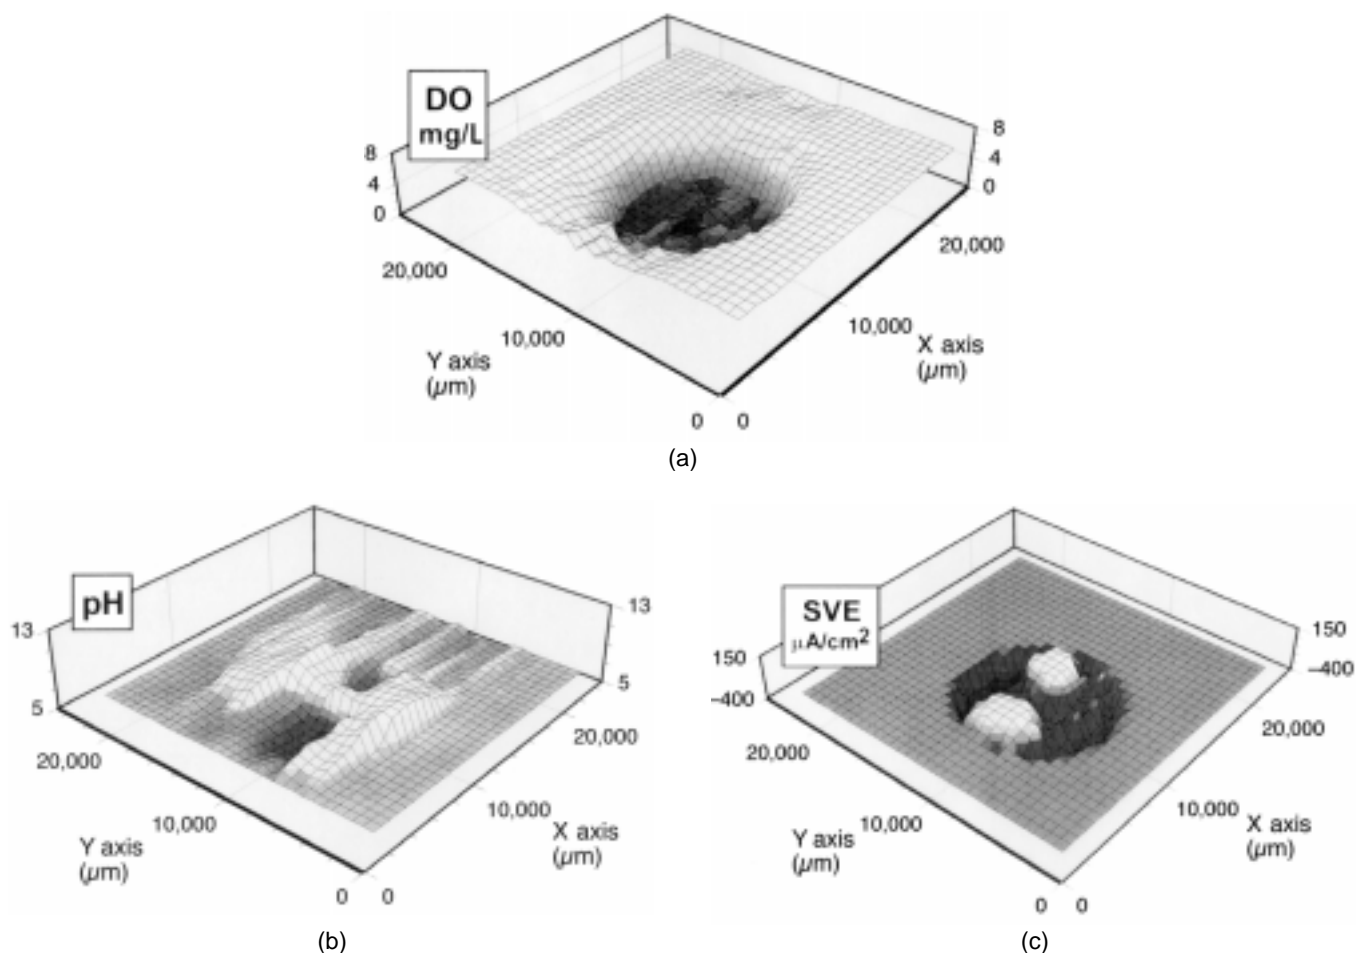 DO
mg/L
8
4
0
8
4
0
20,000
10,000
0
Y axis
(µm)
20,000
10,000
0
X axis
(µm)
(a)
pH
13
5
13
5
20,000
10,000
0
Y axis
(µm)
20,000
10,000
0
X axis
(µm)
(b)
SVE
µA/cm²
150
–400
150
–400
20,000
10,000
0
Y axis
(µm)
20,000
10,000
0
X axis
(µm)
(c)